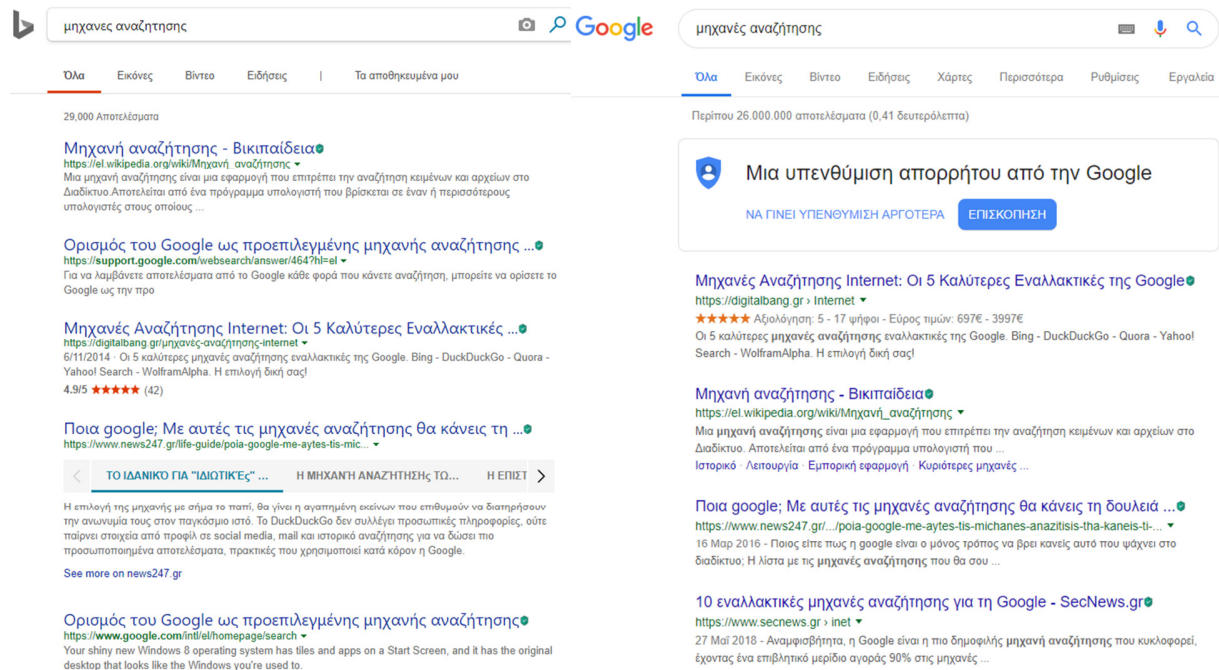 μηχανες αναζητησης
Όλα Εικόνες Βίντεο Ειδήσεις | Τα αποθηκευμένα μου
29,000 Αποτελέσματα
Μηχανή αναζήτησης - Βικιπαίδεια
https://el.wikipedia.org/wiki/Μηχανή_αναζήτησης
Μια μηχανή αναζήτησης είναι μια εφαρμογή που επιτρέπει την αναζήτηση κειμένων και αρχείων στο
Διαδίκτυο.Αποτελείται από ένα πρόγραμμα υπολογιστή που βρίσκεται σε έναν ή περισσότερους
υπολογιστές στους οποίους ...
Ορισμός του Google ως προεπιλεγμένης μηχανής αναζήτησης ...
https://support.google.com/websearch/answer/464?hl=el
Για να λαμβάνετε αποτελέσματα από το Google κάθε φορά που κάνετε αναζήτηση, μπορείτε να ορίσετε το
Google ως την προ
Μηχανές Αναζήτησης Internet: Οι 5 Καλύτερες Εναλλακτικές ...
https://digitalbang.gr/μηχανές-αναζήτησης-internet
6/11/2014 · Οι 5 καλύτερες μηχανές αναζήτησης εναλλακτικές της Google. Bing - DuckDuckGo - Quora -
Yahoo! Search - WolframAlpha. Η επιλογή δική σας!
4.9/5 ★★★★★ (42)
Ποια google; Με αυτές τις μηχανές αναζήτησης θα κάνεις τη ...
https://www.news247.gr/life-guide/poia-google-me-aytes-tis-mic...
ΤΟ ΙΔΑΝΙΚΌ ΓΙΑ "ΙΔΙΩΤΙΚΈς" ... Η ΜΗΧΑΝΉ ΑΝΑΖΉΤΗΣΗς ΤΩ... Η ΕΠΙΣΤ
Η επιλογή της μηχανής με σήμα το παπί, θα γίνει η αγαπημένη εκείνων που επιθυμούν να διατηρήσουν
την ανωνυμία τους στον παγκόσμιο ιστό. Το DuckDuckGo δεν συλλέγει προσωπικές πληροφορίες, ούτε
παίρνει στοιχεία από προφίλ σε social media, mail και ιστορικό αναζήτησης για να δώσει πιο
προσωποποιημένα αποτελέσματα, πρακτικές που χρησιμοποιεί κατά κόρον η Google.
See more on news247.gr
Ορισμός του Google ως προεπιλεγμένης μηχανής αναζήτησης
https://www.google.com/intl/el/homepage/search
Your shiny new Windows 8 operating system has tiles and apps on a Start Screen, and it has the original
desktop that looks like the Windows you're used to.
Google
μηχανές αναζήτησης
Όλα Εικόνες Βίντεο Ειδήσεις Χάρτες Περισσότερα Ρυθμίσεις Εργαλεία
Περίπου 26.000.000 αποτελέσματα (0,41 δευτερόλεπτα)
Μια υπενθύμιση απορρήτου από την Google
ΝΑ ΓΙΝΕΙ ΥΠΕΝΘΥΜΙΣΗ ΑΡΓΟΤΕΡΑ ΕΠΙΣΚΟΠΗΣΗ
Μηχανές Αναζήτησης Internet: Οι 5 Καλύτερες Εναλλακτικές της Google
https://digitalbang.gr › Internet
★★★★★ Αξιολόγηση: 5 - 17 ψήφοι - Εύρος τιμών: 697€ - 3997€
Οι 5 καλύτερες μηχανές αναζήτησης εναλλακτικές της Google. Bing - DuckDuckGo - Quora - Yahoo!
Search - WolframAlpha. Η επιλογή δική σας!
Μηχανή αναζήτησης - Βικιπαίδεια
https://el.wikipedia.org/wiki/Μηχανή_αναζήτησης
Μια μηχανή αναζήτησης είναι μια εφαρμογή που επιτρέπει την αναζήτηση κειμένων και αρχείων στο
Διαδίκτυο. Αποτελείται από ένα πρόγραμμα υπολογιστή που ...
Ιστορικό · Λειτουργία · Εμπορική εφαρμογή · Κυριότερες μηχανές ...
Ποια google; Με αυτές τις μηχανές αναζήτησης θα κάνεις τη δουλειά ...
https://www.news247.gr/.../poia-google-me-aytes-tis-michanes-anazitisis-tha-kaneis-ti-...
16 Μαρ 2016 - Ποιος είπε πως η google είναι ο μόνος τρόπος να βρει κανείς αυτό που ψάχνει στο
διαδίκτυο; Η λίστα με τις μηχανές αναζήτησης που θα σου ...
10 εναλλακτικές μηχανές αναζήτησης για τη Google - SecNews.gr
https://www.secnews.gr › inet
27 Μαΐ 2018 - Αναμφισβήτητα, η Google είναι η πιο δημοφιλής μηχανή αναζήτησης που κυκλοφορεί,
έχοντας ένα επιβλητικό μερίδιο αγοράς 90% στις μηχανές ...